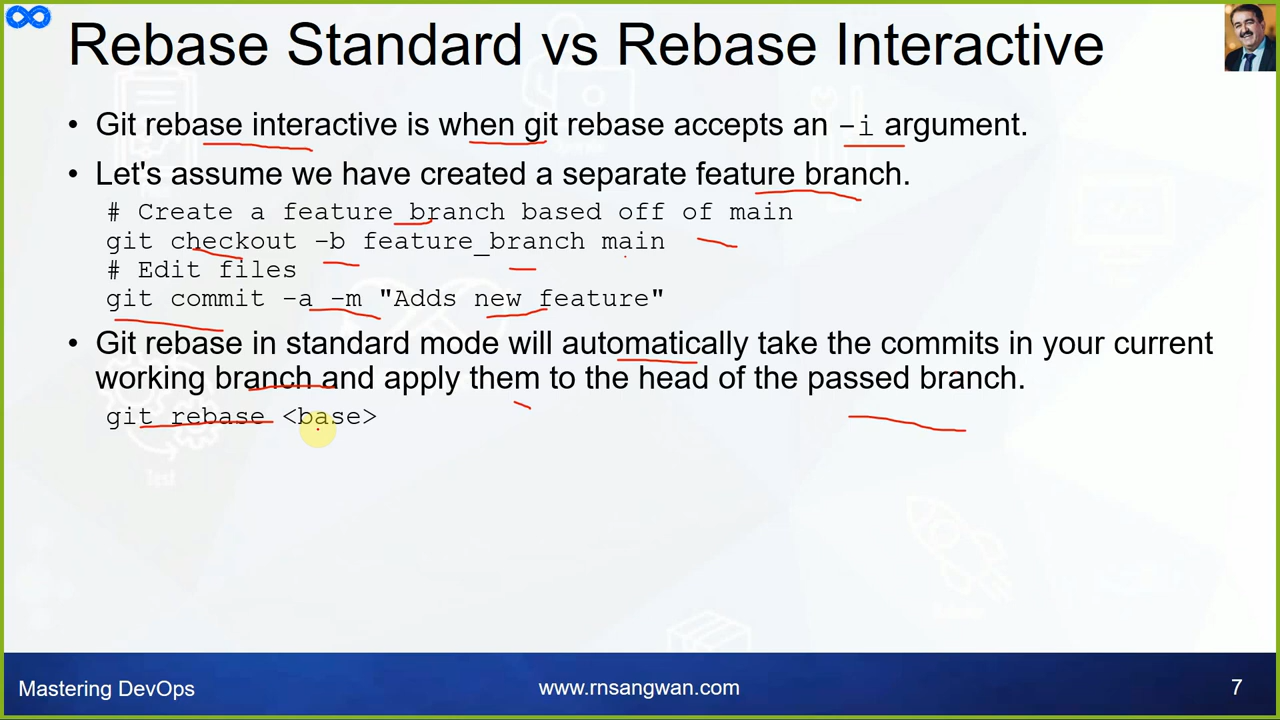 Rebase Standard vs Rebase Interactive
• Git rebase interactive is when git rebase accepts an -i argument.
• Let's assume we have created a separate feature branch.
# Create a feature branch based off of main
git checkout -b feature_branch main
# Edit files
git commit -a -m "Adds new feature"
• Git rebase in standard mode will automatically take the commits in your current
working branch and apply them to the head of the passed branch.
git rebase <base>
Test
Mastering DevOps
www.rnsangwan.com
7